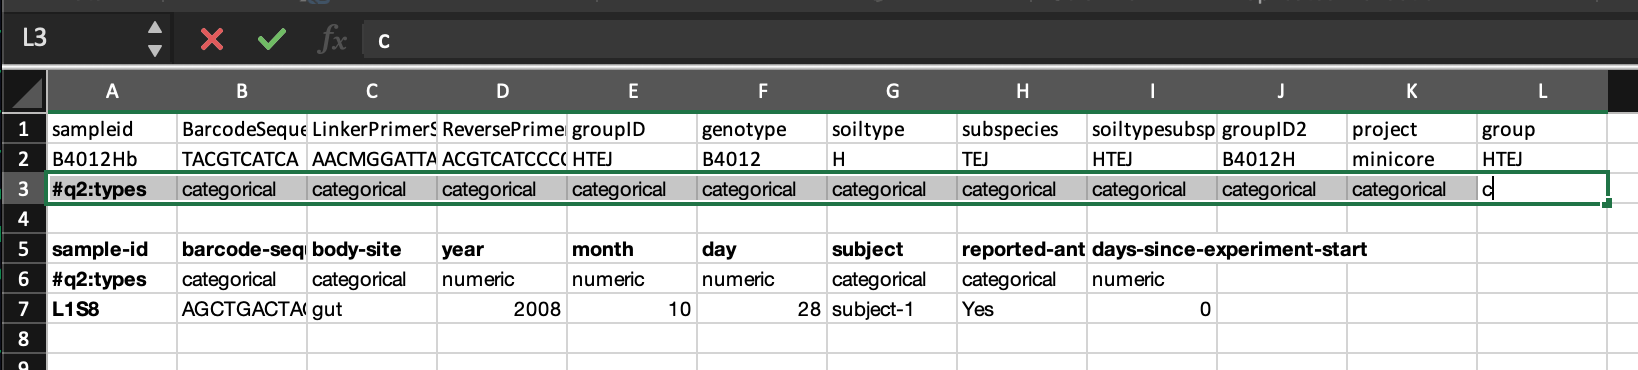 L3 fx c
A B C D E F G H I J K L
1 sampleid BarcodeSeque LinkerPrimerS ReversePrime groupID genotype soiltype subspecies soiltypesubsp groupID2 project group
2 B4012Hb TACGTCATCA AACMGGATTA ACGTCATCCCC HTEJ B4012 H TEJ HTEJ B4012H minicore HTEJ
3 #q2:types categorical categorical categorical categorical categorical categorical categorical categorical categorical categorical c
4
5 sample-id barcode-seq body-site year month day subject reported-ant days-since-experiment-start
6 #q2:types categorical categorical numeric numeric numeric categorical categorical numeric
7 L1S8 AGCTGACTAG gut 2008 10 28 subject-1 Yes 0
8
9